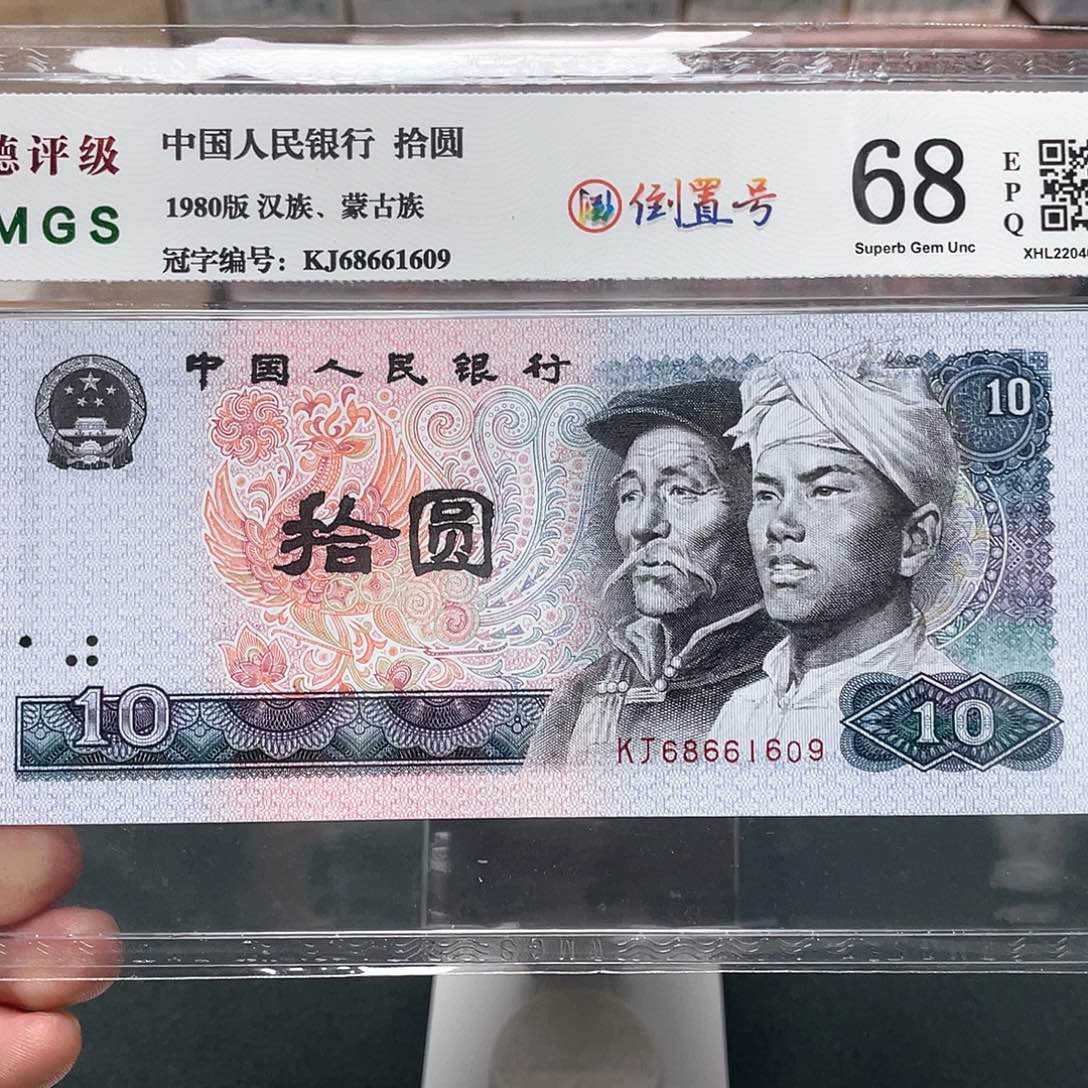 德评级
MGS
中国人民银行 拾圆
1980版 汉族、蒙古族
冠字编号：KJ68661609
倒置号
68
EPQ
Superb Gem Unc
XHL2204
中国人民银行
10
拾圆
10
KJ68661609
10